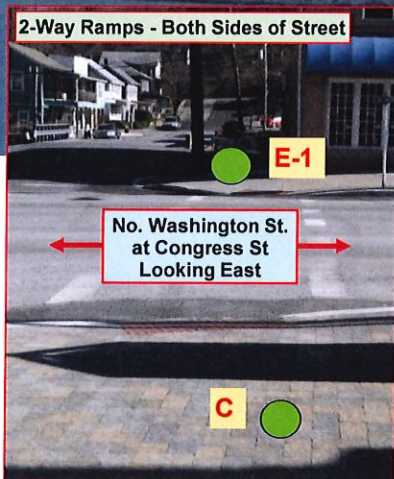 2-Way Ramps - Both Sides of Street
E-1
No. Washington St.
at Congress St
Looking East
C